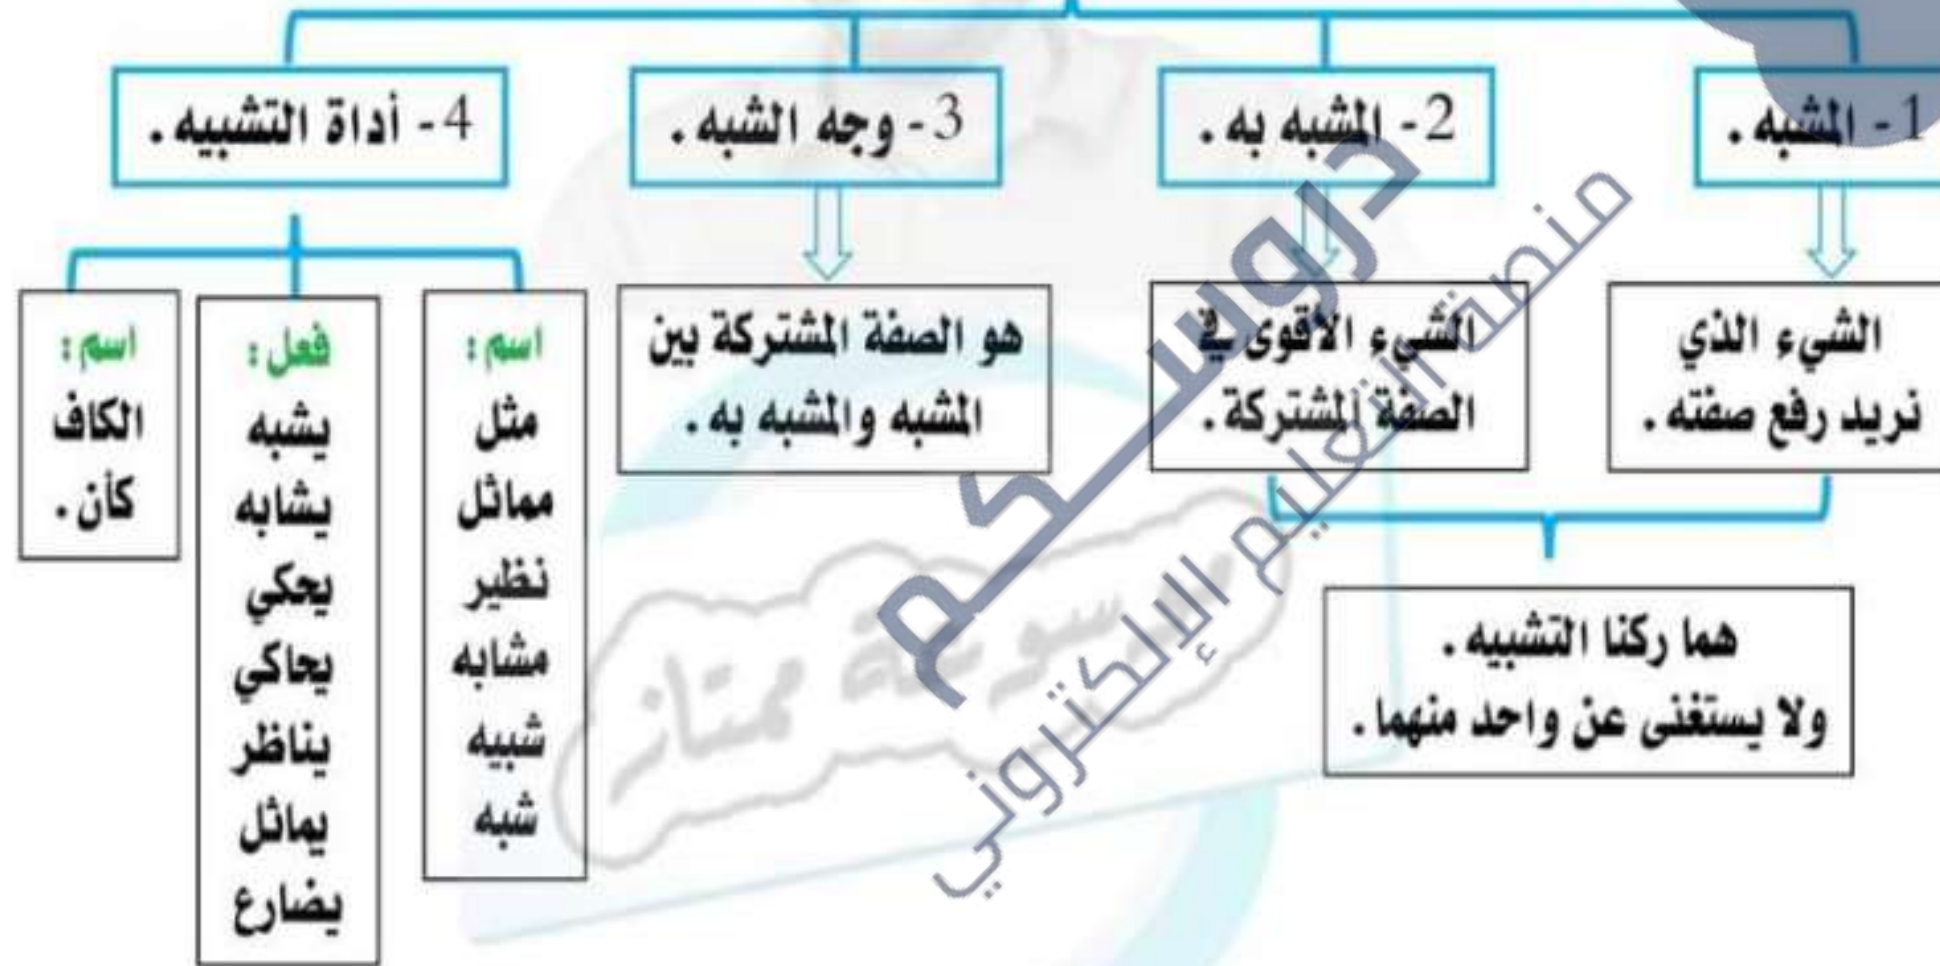 1- المشبه .
2- المشبه به .
3- وجه الشبه .
4- أداة التشبيه .
الشيء الذي
نريد رفع صفته .
الشيء الأقوى في
الصفة المشتركة .
هما ركنا التشبيه .
ولا يستغنى عن واحد منهما .
هو الصفة المشتركة بين
المشبه والمشبه به .
اسم :
مثل
مماثل
نظير
مشابه
شبيه
شبه
فعل :
يشبه
يشابه
يحكي
يحاكي
يناظر
يماثل
يضارع
اسم :
الكاف
كأن .
دروسكم
منصة التعليم الإلكتروني
موسوعة ممتاز